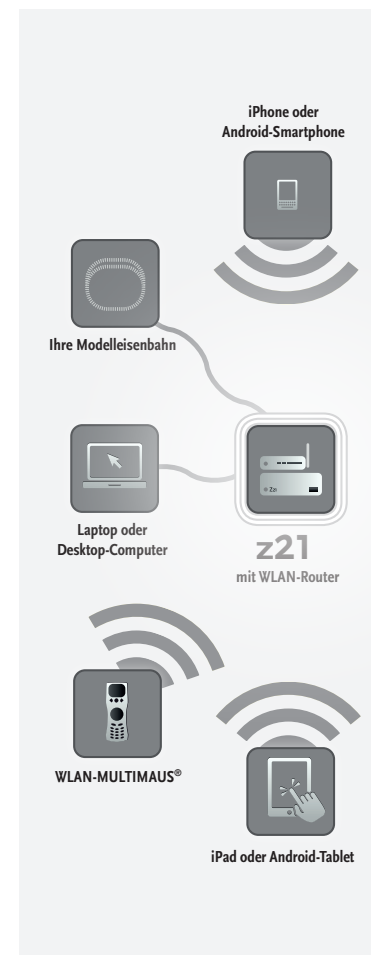 iPhone oder
Android-Smartphone
Ihre Modelleisenbahn
Z21
Laptop oder
Desktop-Computer
z21
mit WLAN-Router
WLAN-MULTIMAUS®
iPad oder Android-Tablet